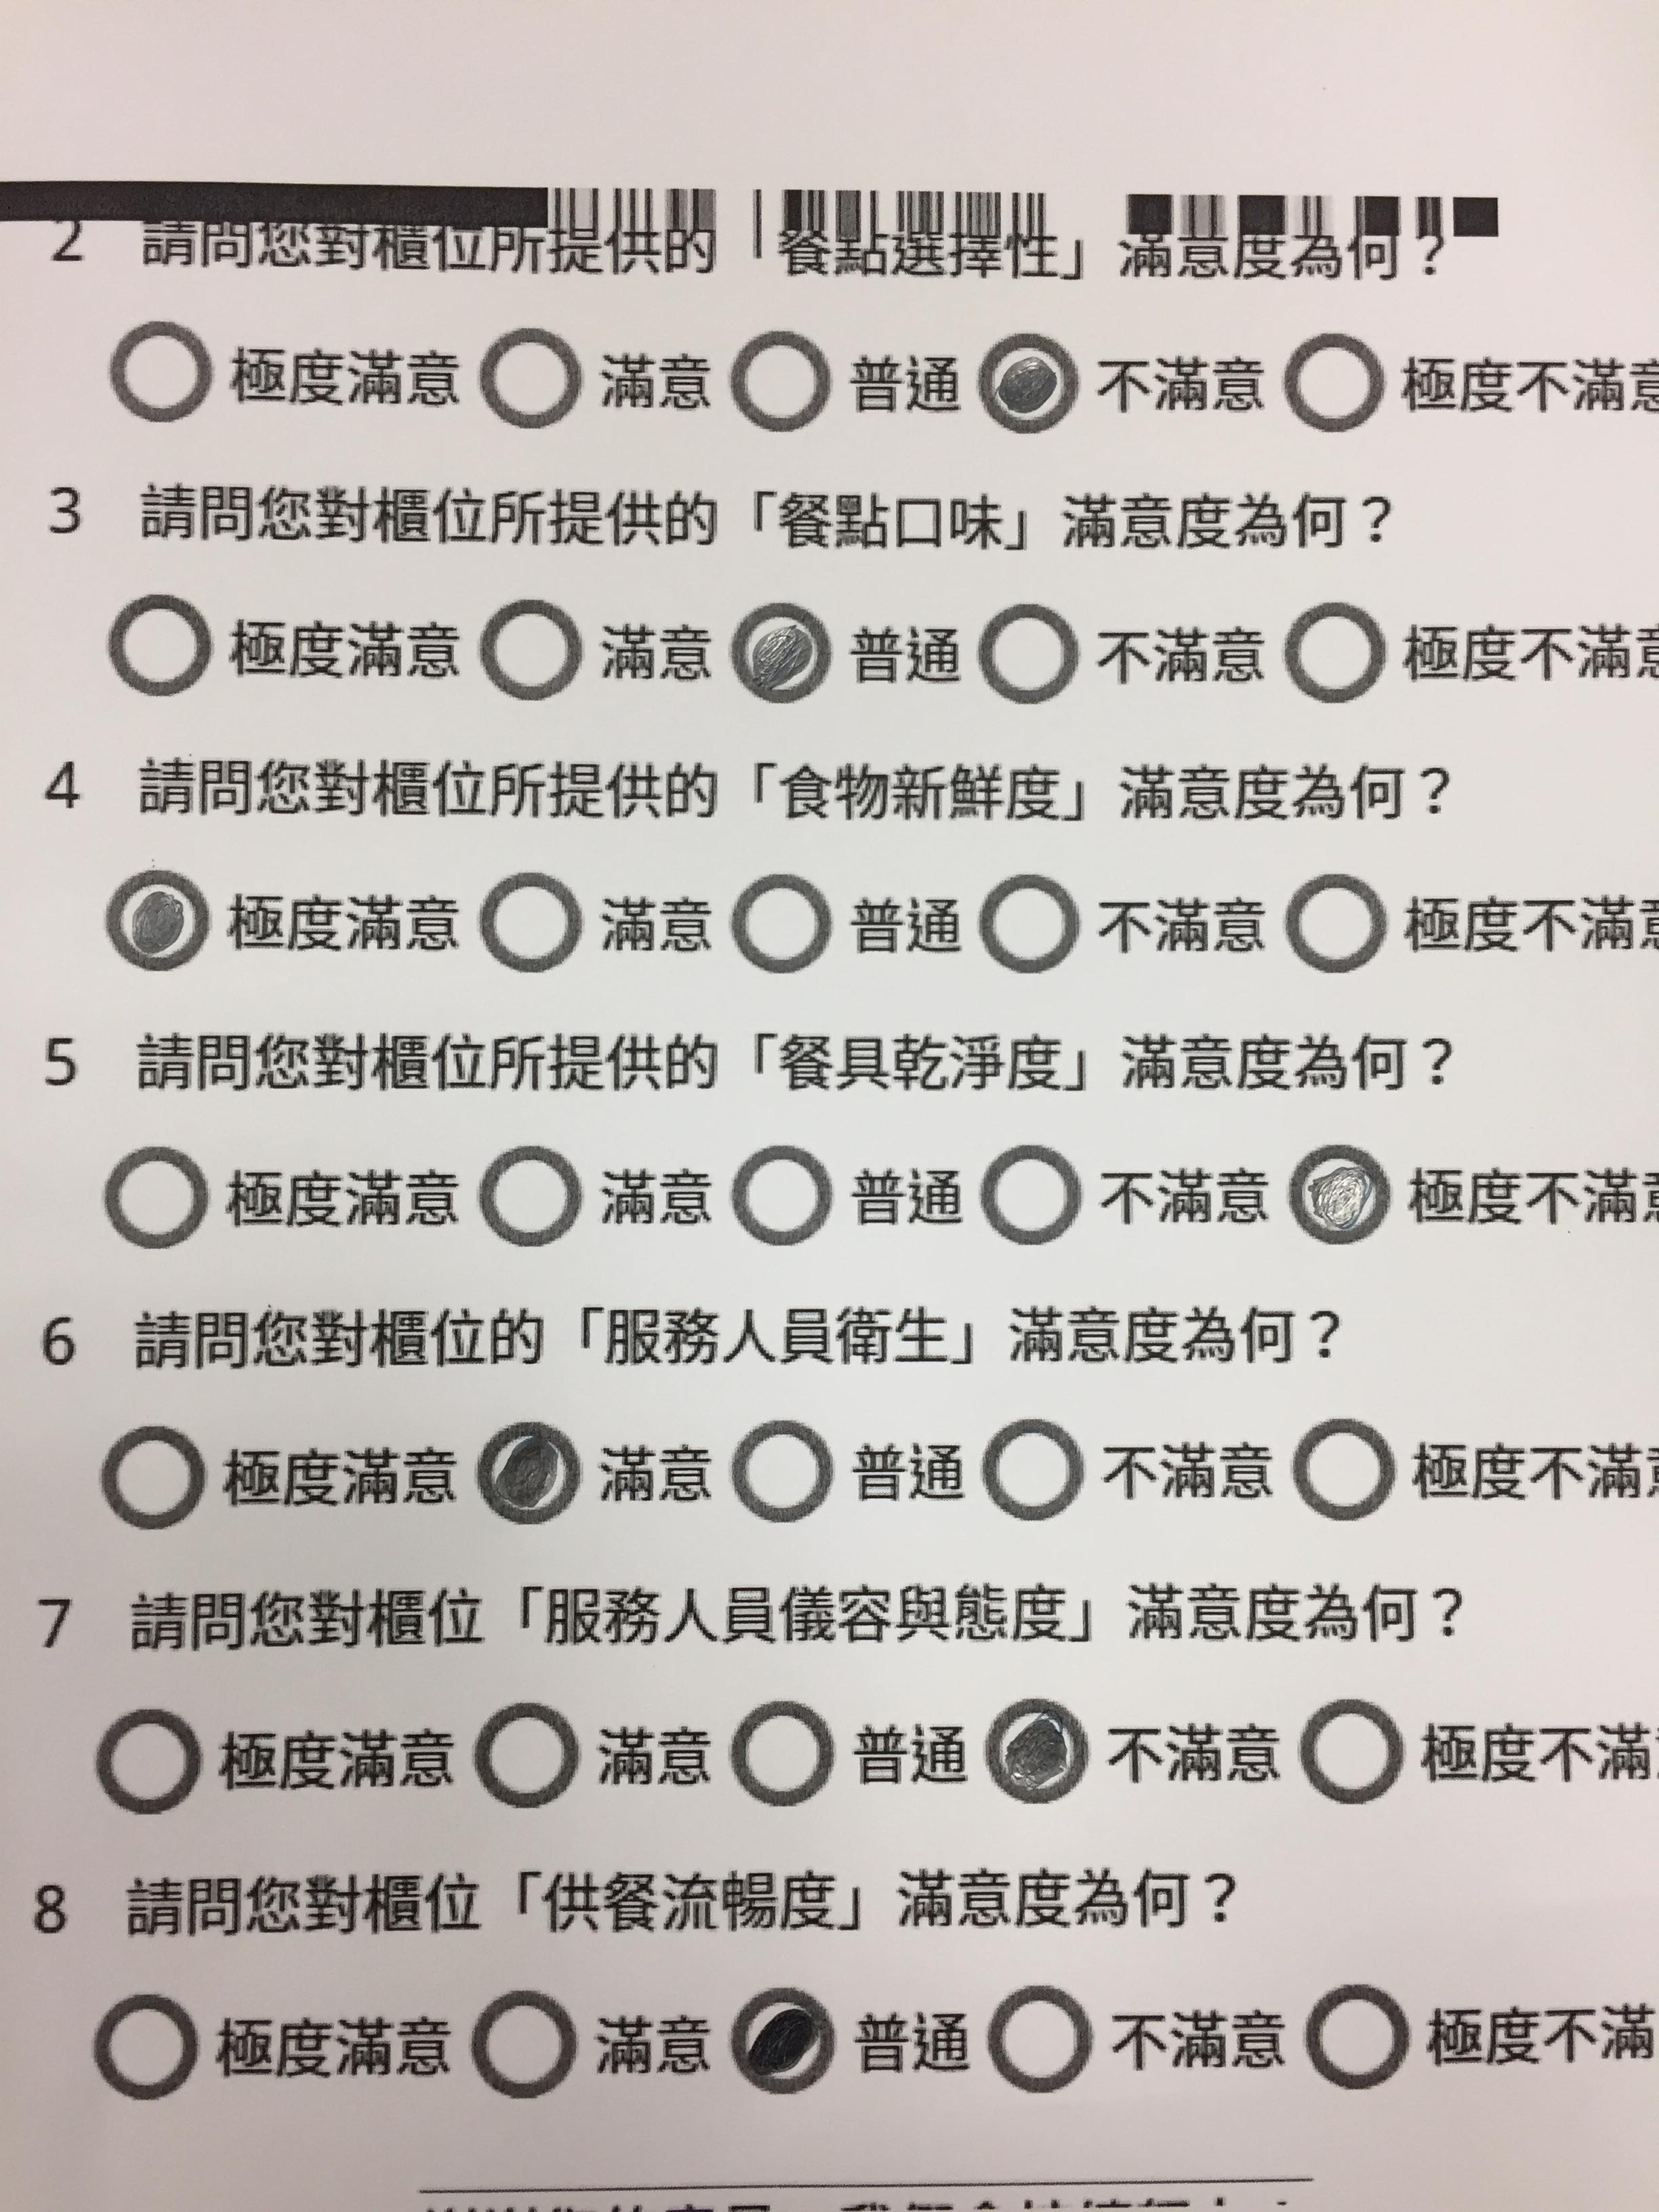 2 請問您對櫃位所提供的「餐點選擇性」滿意度為何？
極度滿意 滿意 普通 不滿意 極度不滿意
3 請問您對櫃位所提供的「餐點口味」滿意度為何？
極度滿意 滿意 普通 不滿意 極度不滿意
4 請問您對櫃位所提供的「食物新鮮度」滿意度為何？
極度滿意 滿意 普通 不滿意 極度不滿意
5 請問您對櫃位所提供的「餐具乾淨度」滿意度為何？
極度滿意 滿意 普通 不滿意 極度不滿意
6 請問您對櫃位的「服務人員衛生」滿意度為何？
極度滿意 滿意 普通 不滿意 極度不滿意
7 請問您對櫃位「服務人員儀容與態度」滿意度為何？
極度滿意 滿意 普通 不滿意 極度不滿
8 請問您對櫃位「供餐流暢度」滿意度為何？
極度滿意 滿意 普通 不滿意 極度不滿